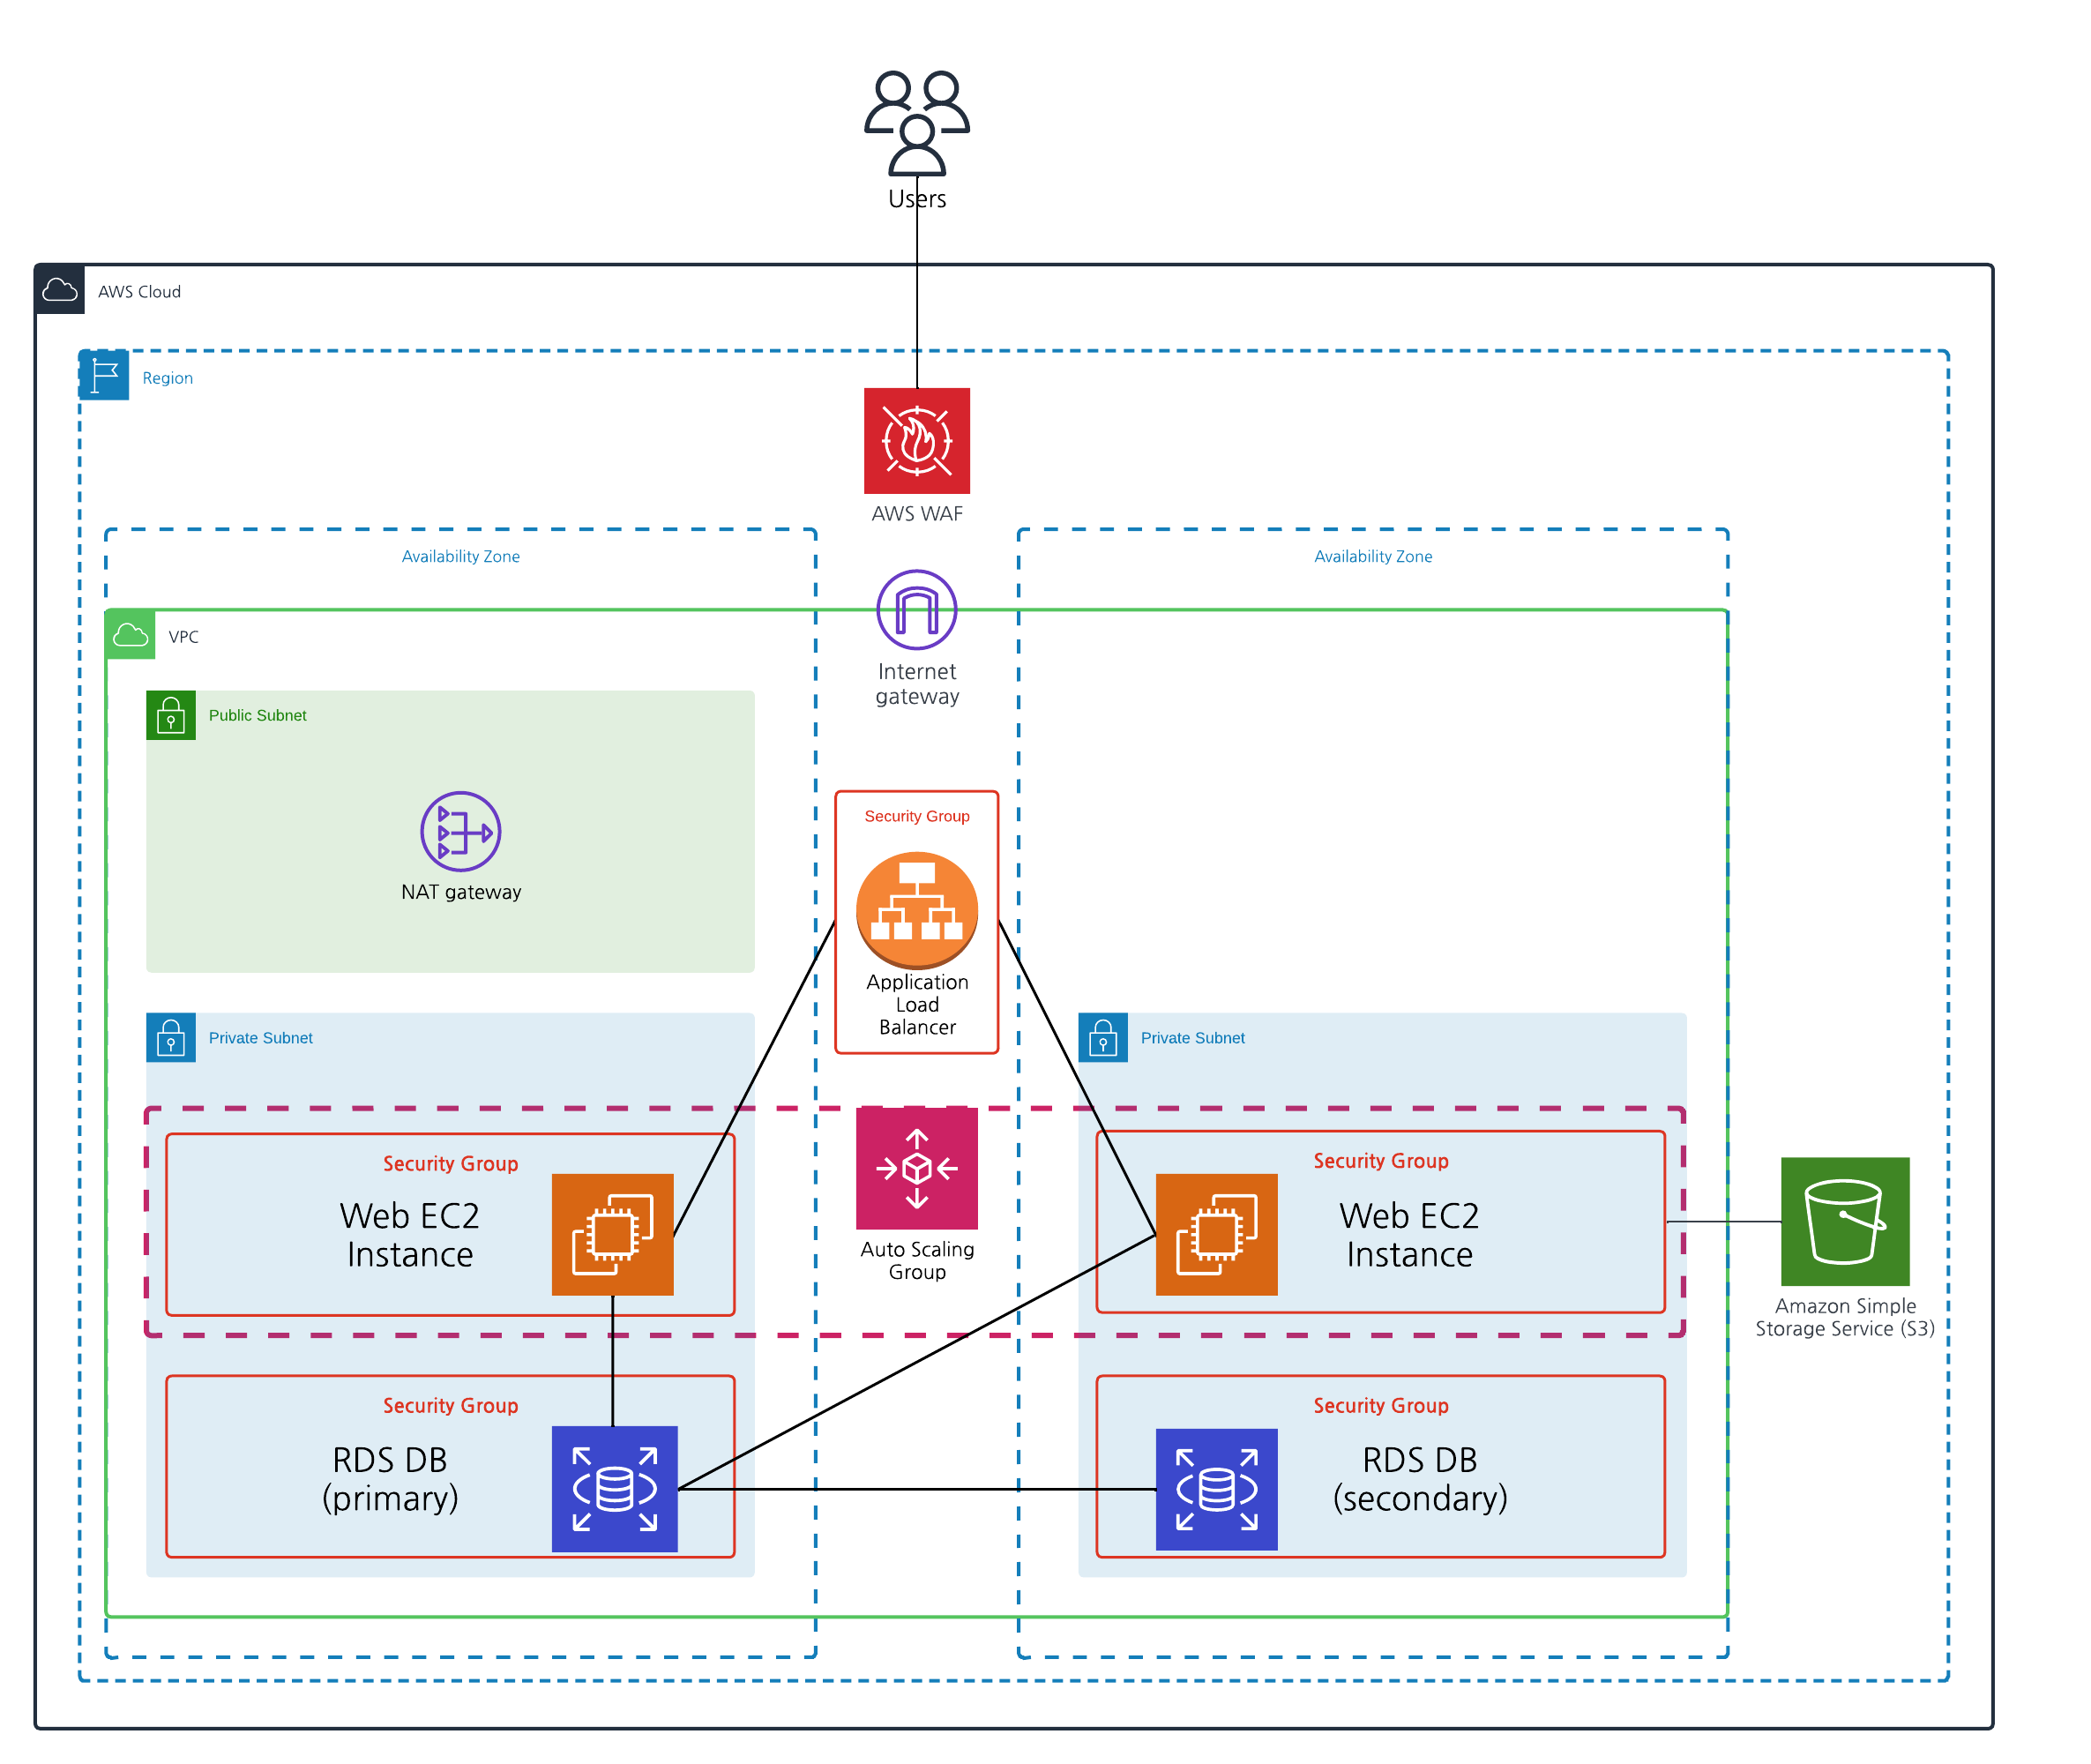 Users
AWS Cloud
Region
AWS WAF
Availability Zone
Availability Zone
VPC
Internet
gateway
Public Subnet
NAT gateway
Security Group
Application
Load
Balancer
Private Subnet
Private Subnet
Security Group
Web EC2
Instance
Auto Scaling
Group
Security Group
Web EC2
Instance
Amazon Simple
Storage Service (S3)
Security Group
RDS DB
(primary)
Security Group
RDS DB
(secondary)